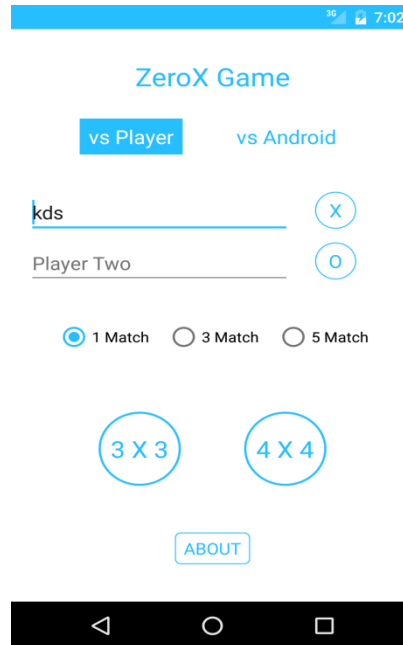 3G 7:02
ZeroX Game
vs Player vs Android
kds X
Player Two O
1 Match 3 Match 5 Match
3 X 3 4 X 4
ABOUT